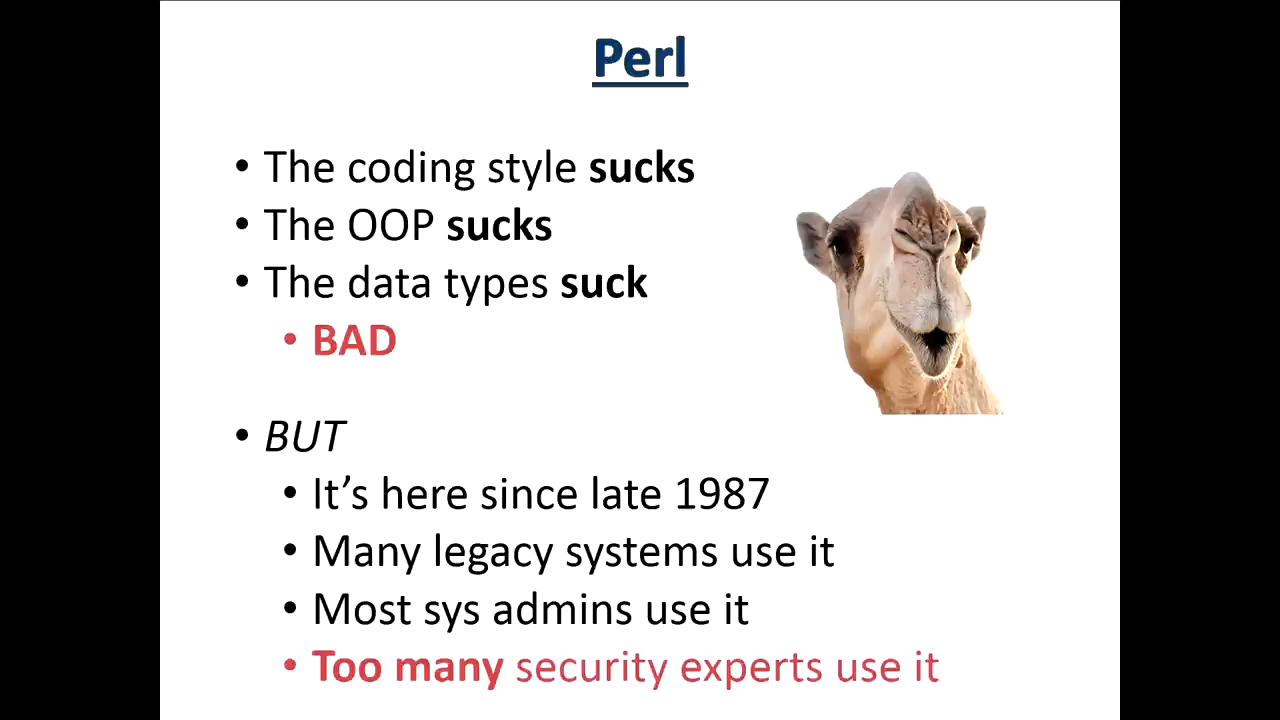 Perl
• The coding style sucks
• The OOP sucks
• The data types suck
• BAD
• BUT
• It’s here since late 1987
• Many legacy systems use it
• Most sys admins use it
• Too many security experts use it